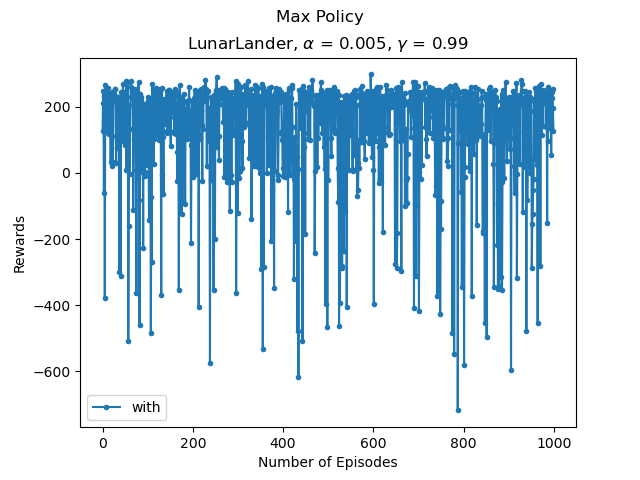 Max Policy
LunarLander, α = 0.005, γ = 0.99
Rewards
200
0
−200
−400
−600
with
0 200 400 600 800 1000
Number of Episodes